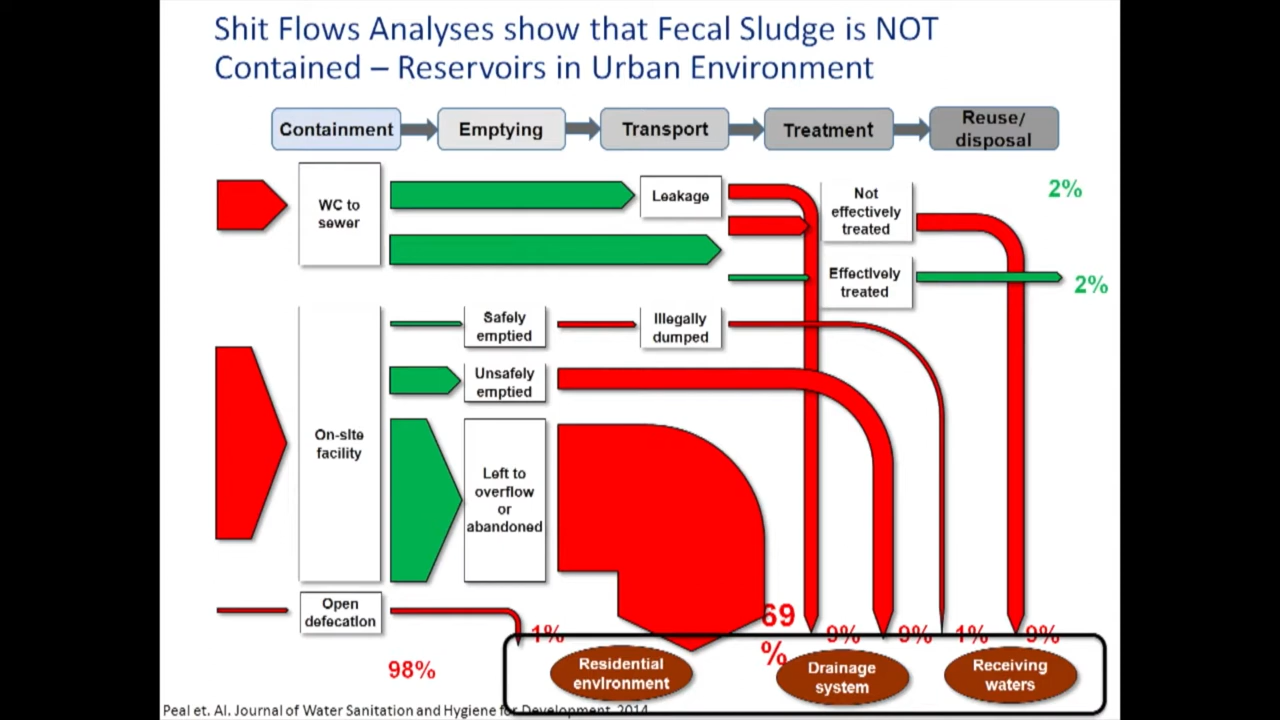 Shit Flows Analyses show that Fecal Sludge is NOT
Contained – Reservoirs in Urban Environment
Containment
Emptying
Transport
Treatment
Reuse/
disposal
WC to
sewer
Leakage
Not
effectively
treated
2%
Effectively
treated
2%
On-site
facility
Safely
emptied
Illegally
dumped
Unsafely
emptied
Left to
overflow
or
abandoned
Open
defecation
1%
69
%
9%
9%
1%
9%
98%
Residential
environment
Drainage
system
Receiving
waters
Peal et. Al. Journal of Water Sanitation and Hygiene for Development, 2014